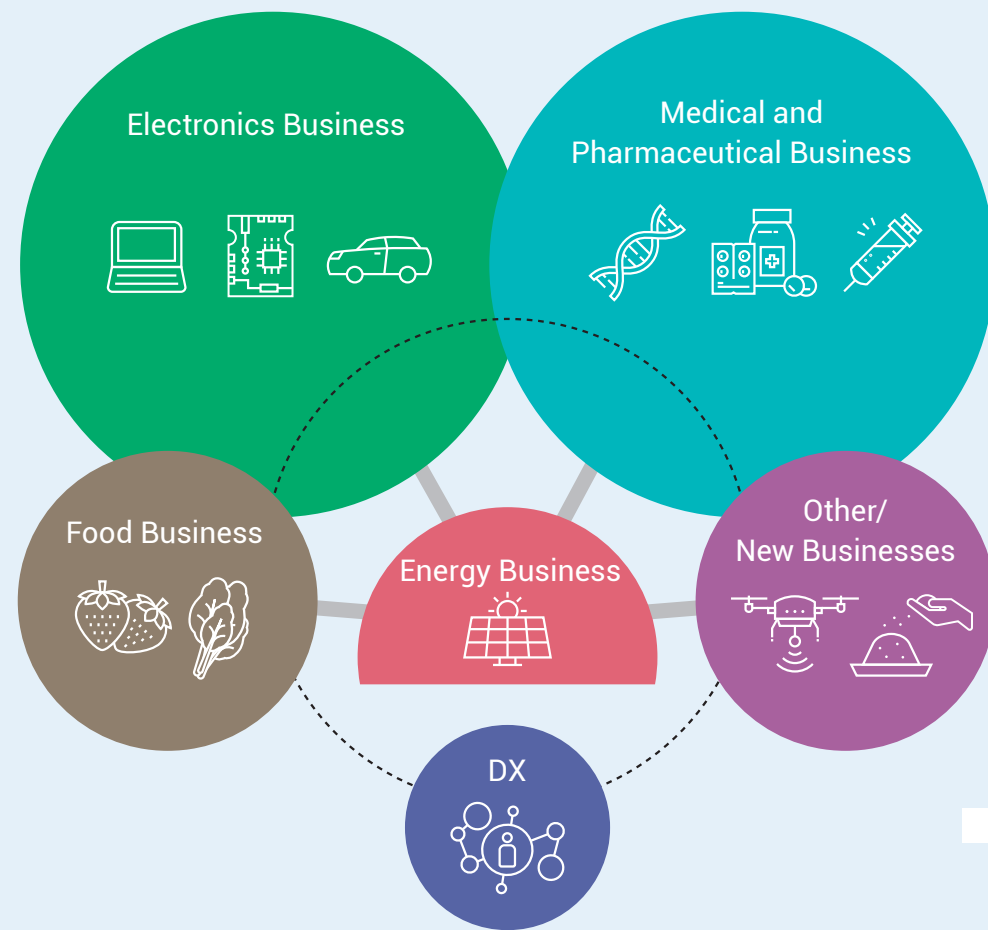 Electronics Business
Medical and
Pharmaceutical Business
Food Business
Energy Business
Other/
New Businesses
DX